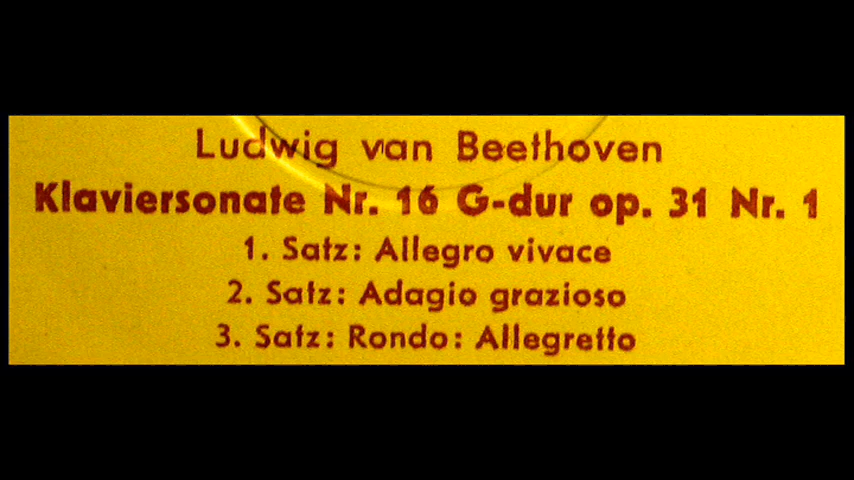 Ludwig van Beethoven
Klaviersonate Nr. 16 G-dur op. 31 Nr. 1
1. Satz: Allegro vivace
2. Satz: Adagio grazioso
3. Satz: Rondo: Allegretto